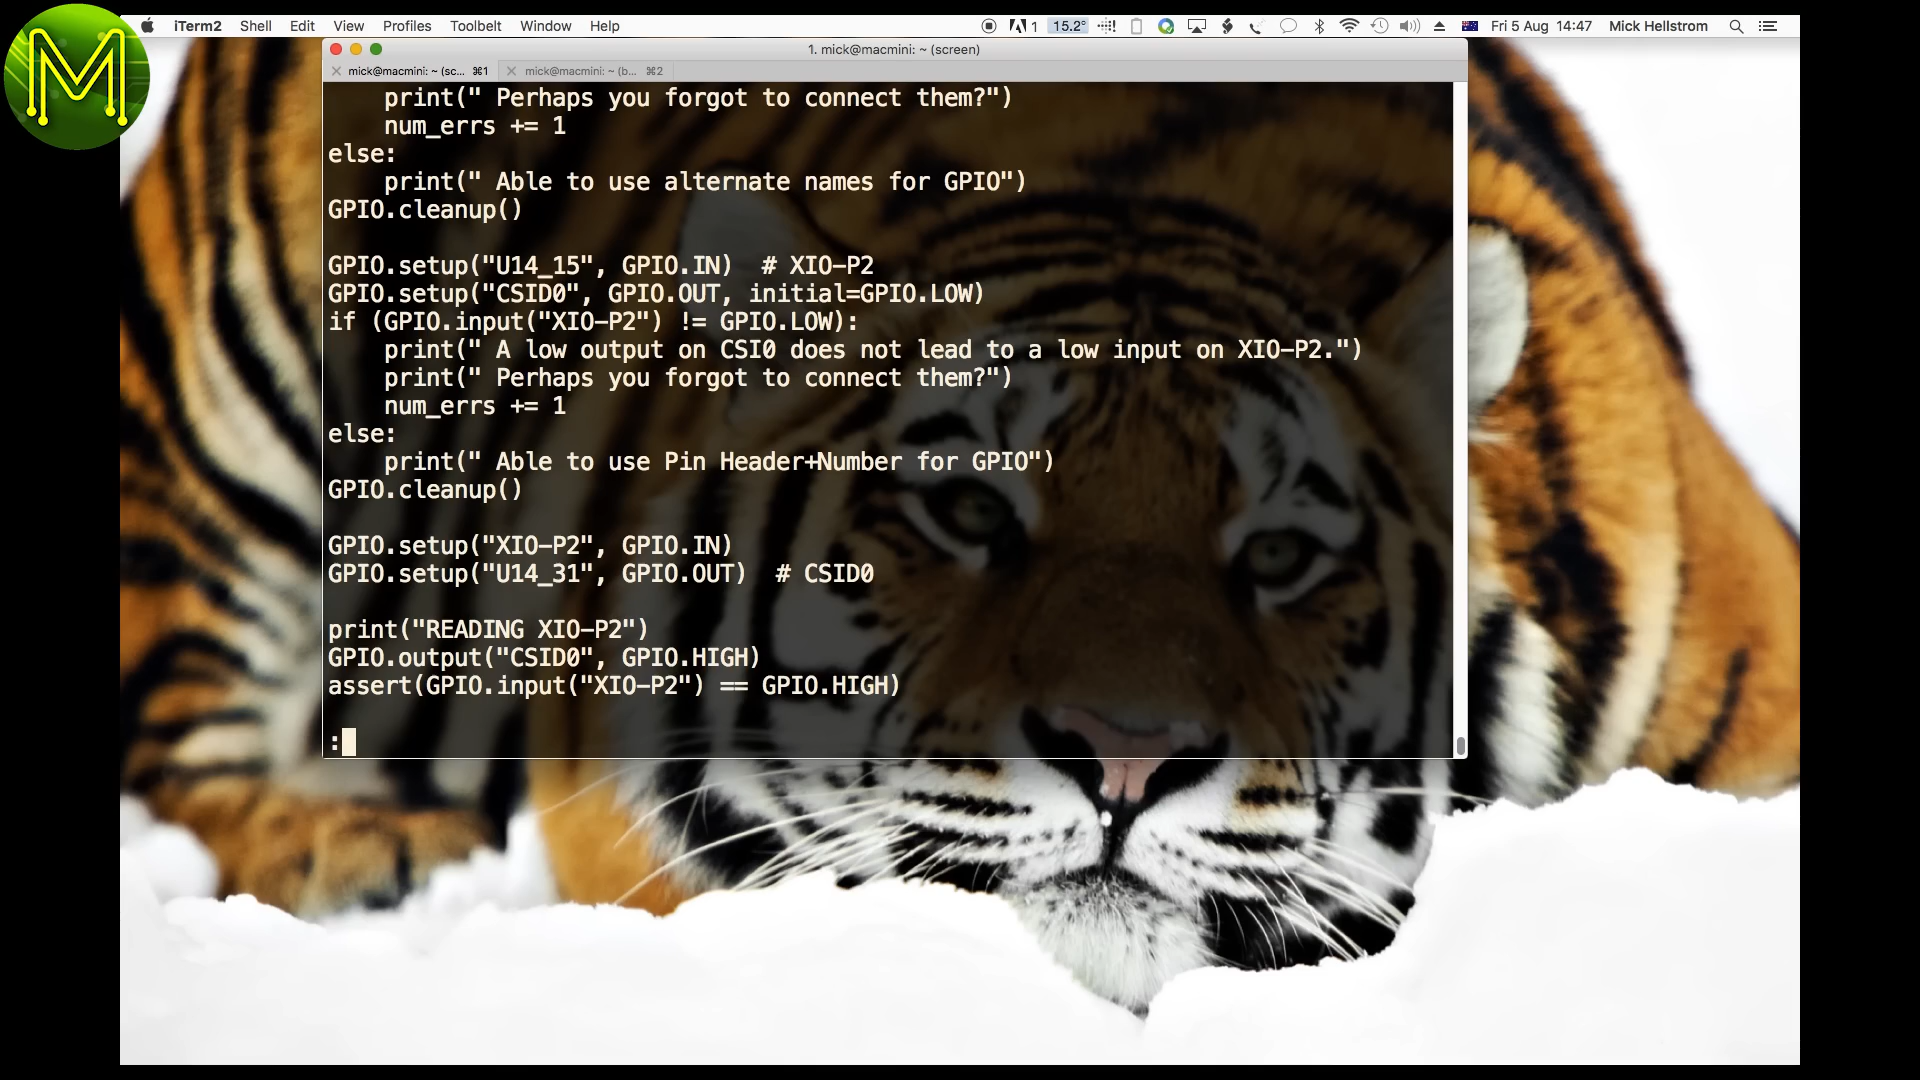 M
iTerm2 Shell Edit View Profiles Toolbelt Window Help 1 15.2° Fri 5 Aug 14:47 Mick Hellstrom
1. mick@macmini: ~ (screen)
mick@macmini: ~ (sc... ⌘1 mick@macmini: ~ (b... ⌘2
print(" Perhaps you forgot to connect them?")
num_errs += 1
else:
print(" Able to use alternate names for GPIO")
GPIO.cleanup()
GPIO.setup("U14_15", GPIO.IN) # XIO-P2
GPIO.setup("CSID0", GPIO.OUT, initial=GPIO.LOW)
if (GPIO.input("XIO-P2") != GPIO.LOW):
print(" A low output on CSI0 does not lead to a low input on XIO-P2.")
print(" Perhaps you forgot to connect them?")
num_errs += 1
else:
print(" Able to use Pin Header+Number for GPIO")
GPIO.cleanup()
GPIO.setup("XIO-P2", GPIO.IN)
GPIO.setup("U14_31", GPIO.OUT) # CSID0
print("READING XIO-P2")
GPIO.output("CSID0", GPIO.HIGH)
assert(GPIO.input("XIO-P2") == GPIO.HIGH)
: